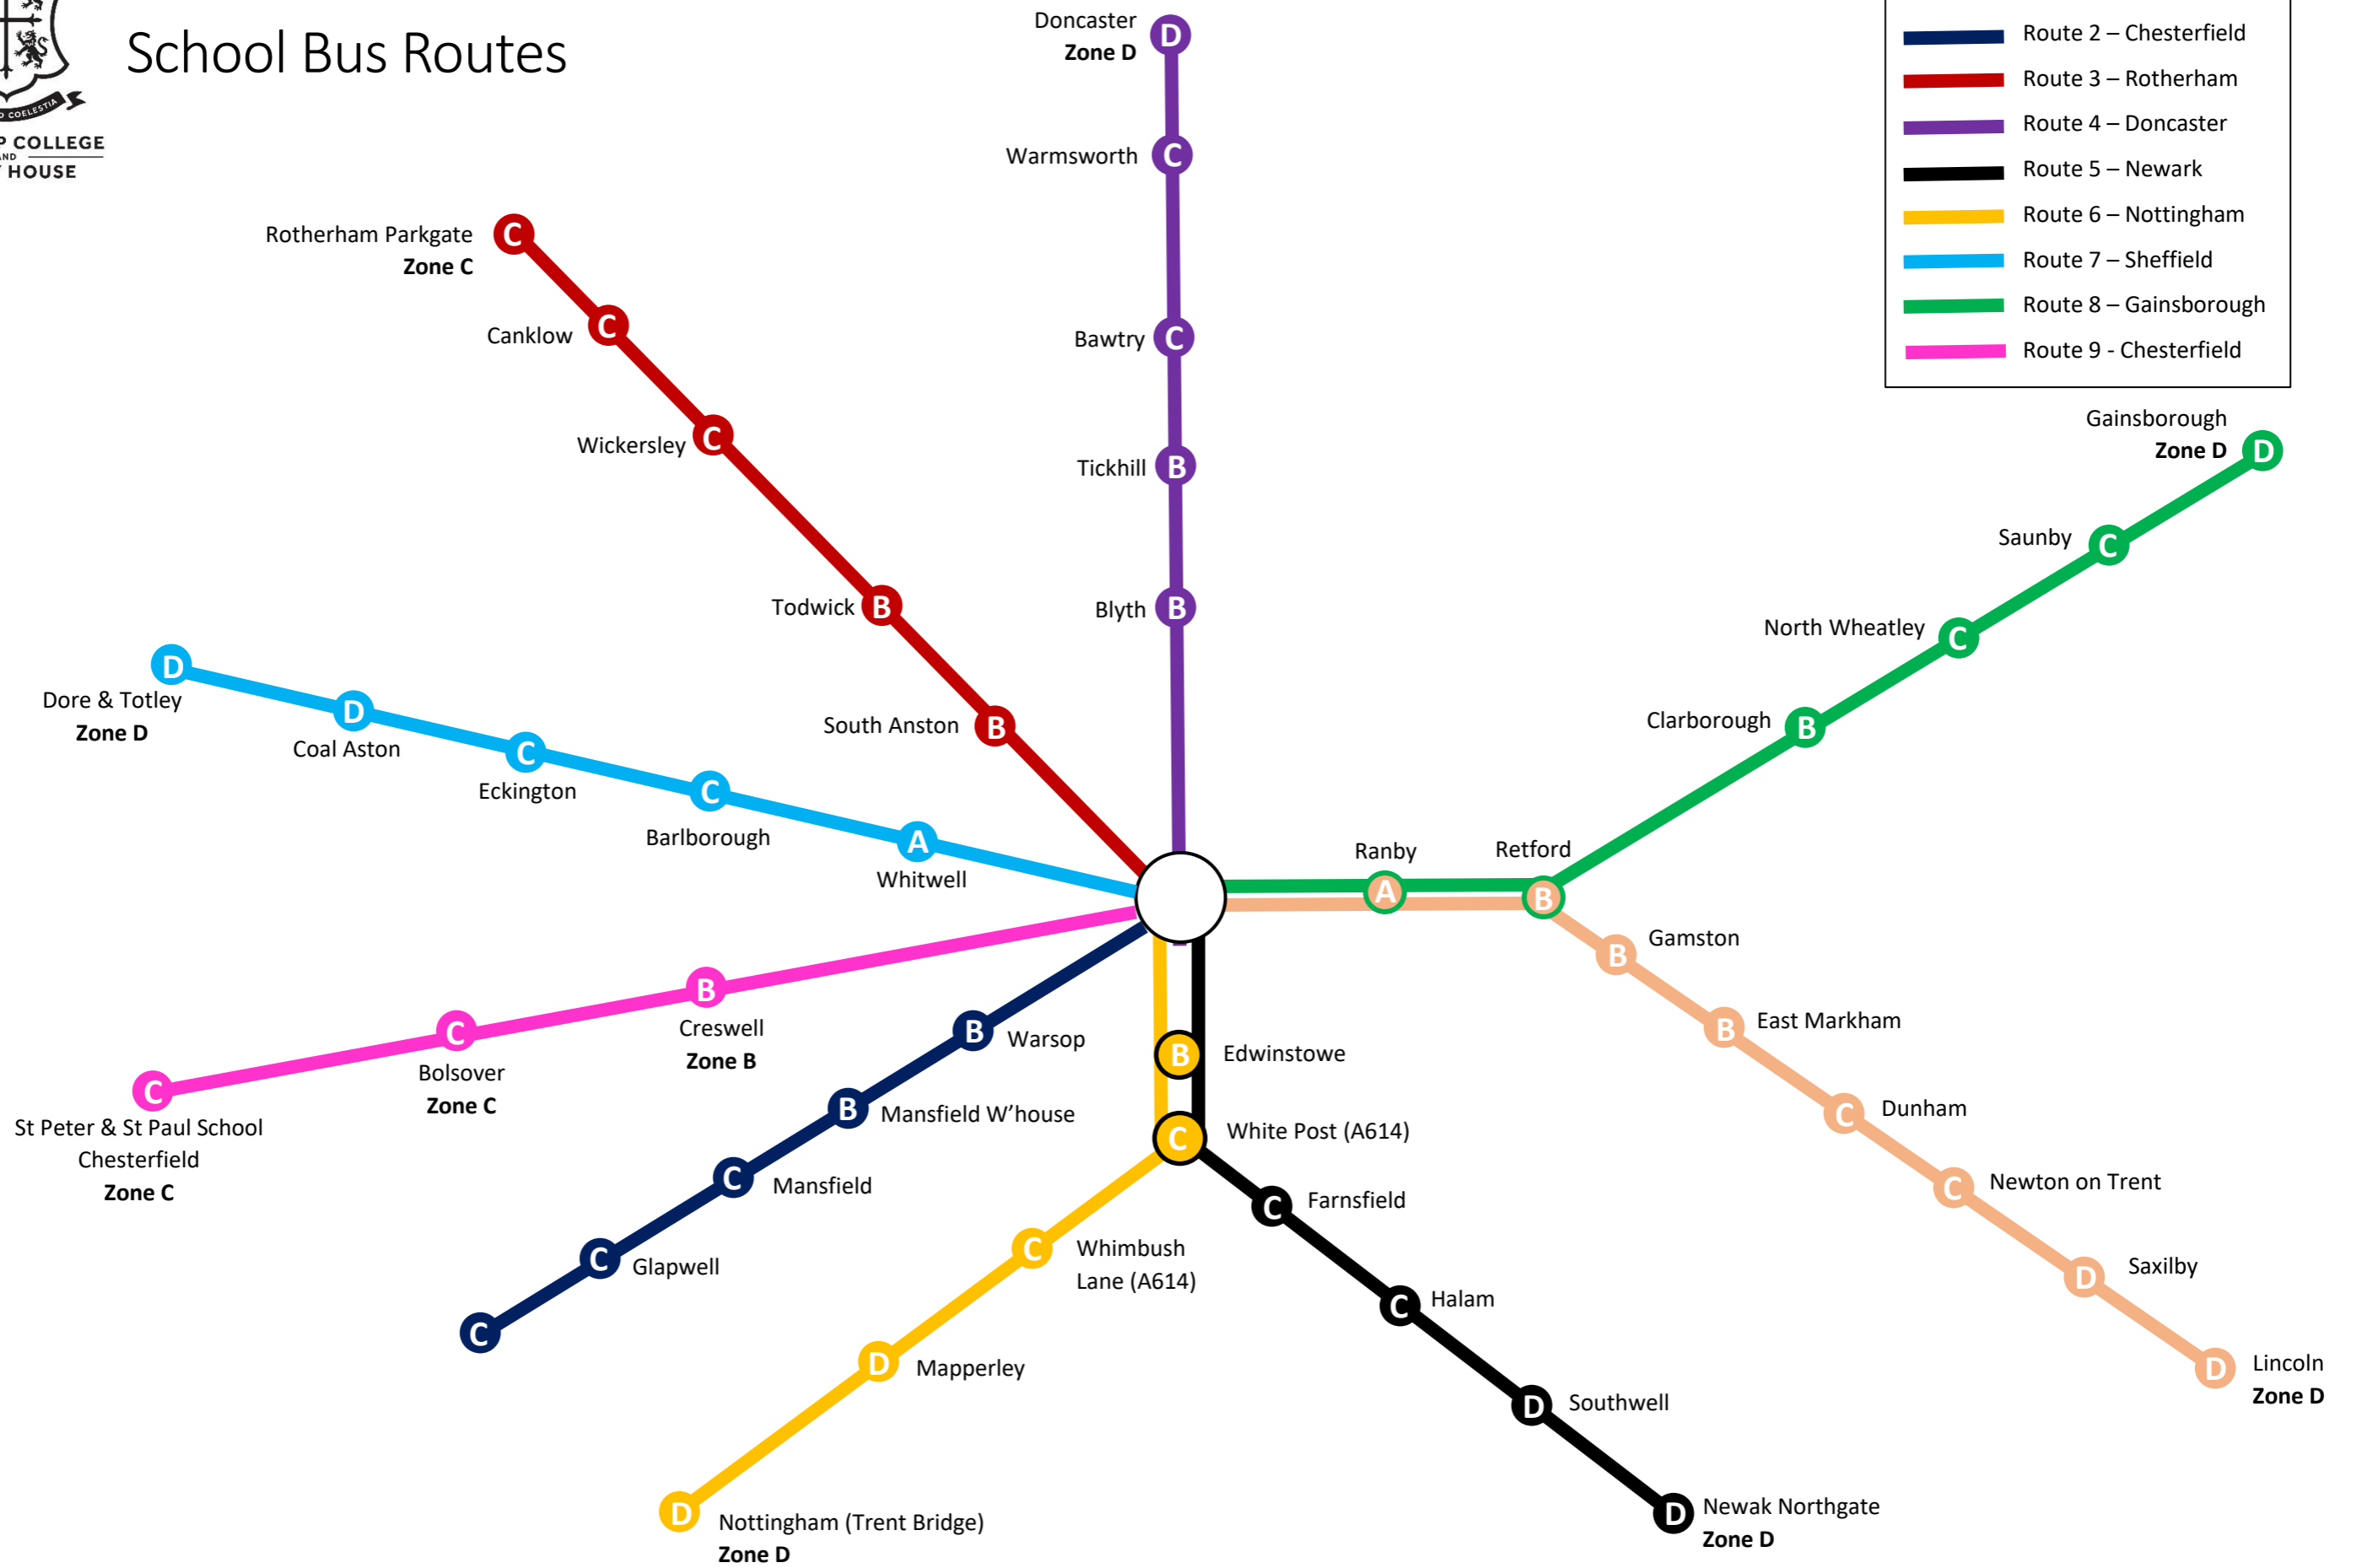 School Bus Routes
D COELESTIA
P COLLEGE
AND
HOUSE
Route 2 – Chesterfield
Route 3 – Rotherham
Route 4 – Doncaster
Route 5 – Newark
Route 6 – Nottingham
Route 7 – Sheffield
Route 8 – Gainsborough
Route 9 - Chesterfield
Doncaster
Zone D
D
Warmsworth
C
Bawtry
C
Tickhill
B
Blyth
B
Rotherham Parkgate
Zone C
C
Canklow
C
Wickersley
C
Todwick
B
South Anston
B
Gainsborough
Zone D
D
Saunby
C
North Wheatley
C
Clarborough
B
Retford
B
Ranby
A
D
Dore & Totley
Zone D
D
Coal Aston
C
Eckington
C
Barlborough
A
Whitwell
B
Creswell
Zone B
C
Bolsover
Zone C
C
St Peter & St Paul School
Chesterfield
Zone C
B
Warsop
B
Mansfield W’house
C
Mansfield
C
Glapwell
C
B
Edwinstowe
C
White Post (A614)
C
Whimbush
Lane (A614)
D
Mapperley
D
Nottingham (Trent Bridge)
Zone D
C
Farnsfield
C
Halam
D
Southwell
D
Newak Northgate
Zone D
B
Gamston
B
East Markham
C
Dunham
C
Newton on Trent
D
Saxilby
D
Lincoln
Zone D